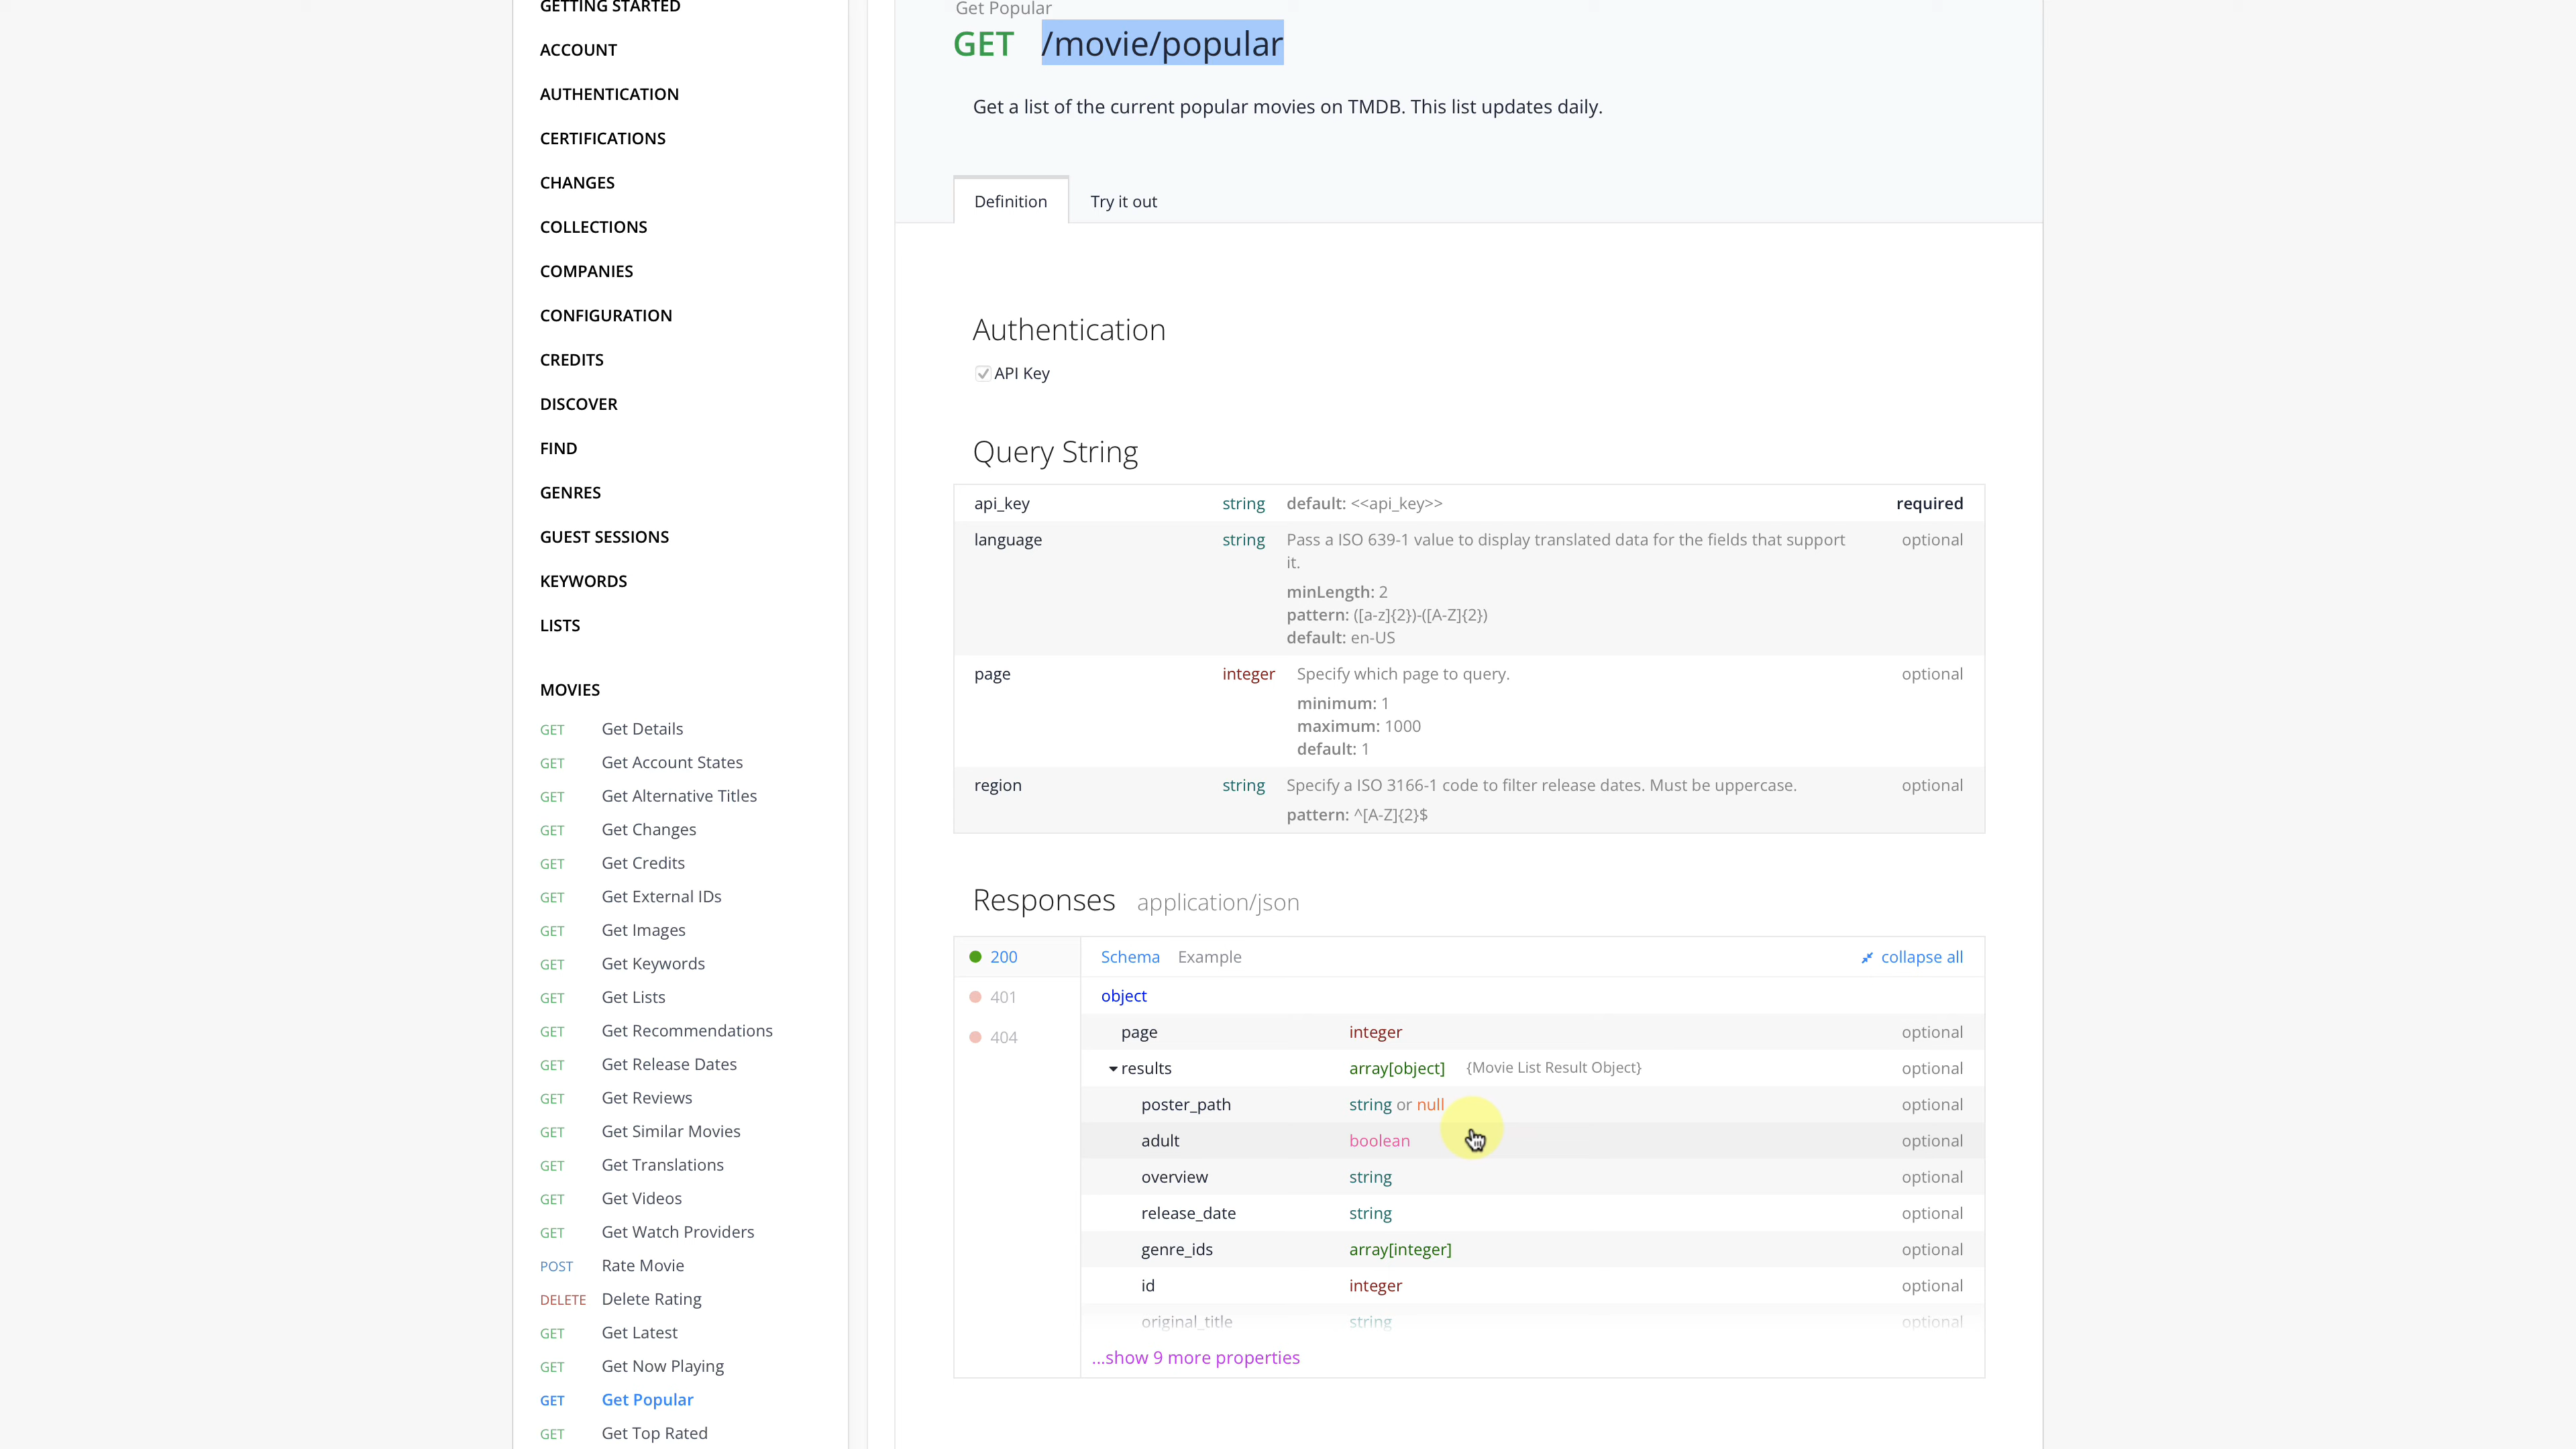 GETTING STARTED
ACCOUNT
AUTHENTICATION
CERTIFICATIONS
CHANGES
COLLECTIONS
COMPANIES
CONFIGURATION
CREDITS
DISCOVER
FIND
GENRES
GUEST SESSIONS
KEYWORDS
LISTS
MOVIES
GET Get Details
GET Get Account States
GET Get Alternative Titles
GET Get Changes
GET Get Credits
GET Get External IDs
GET Get Images
GET Get Keywords
GET Get Lists
GET Get Recommendations
GET Get Release Dates
GET Get Reviews
GET Get Similar Movies
GET Get Translations
GET Get Videos
GET Get Watch Providers
POST Rate Movie
DELETE Delete Rating
GET Get Latest
GET Get Now Playing
GET Get Popular
GET Get Top Rated
Get Popular
GET /movie/popular
Get a list of the current popular movies on TMDB. This list updates daily.
Definition Try it out
Authentication
API Key
Query String
api_key string default: <<api_key>> required
language string Pass a ISO 639-1 value to display translated data for the fields that support optional
it.
minLength: 2
pattern: ([a-z]{2})-([A-Z]{2})
default: en-US
page integer Specify which page to query. optional
minimum: 1
maximum: 1000
default: 1
region string Specify a ISO 3166-1 code to filter release dates. Must be uppercase. optional
pattern: ^[A-Z]{2}$
Responses application/json
200 Schema Example collapse all
401 object
404 page integer optional
results array[object] {Movie List Result Object} optional
poster_path string or null optional
adult boolean optional
overview string optional
release_date string optional
genre_ids array[integer] optional
id integer optional
original_title string optional
...show 9 more properties